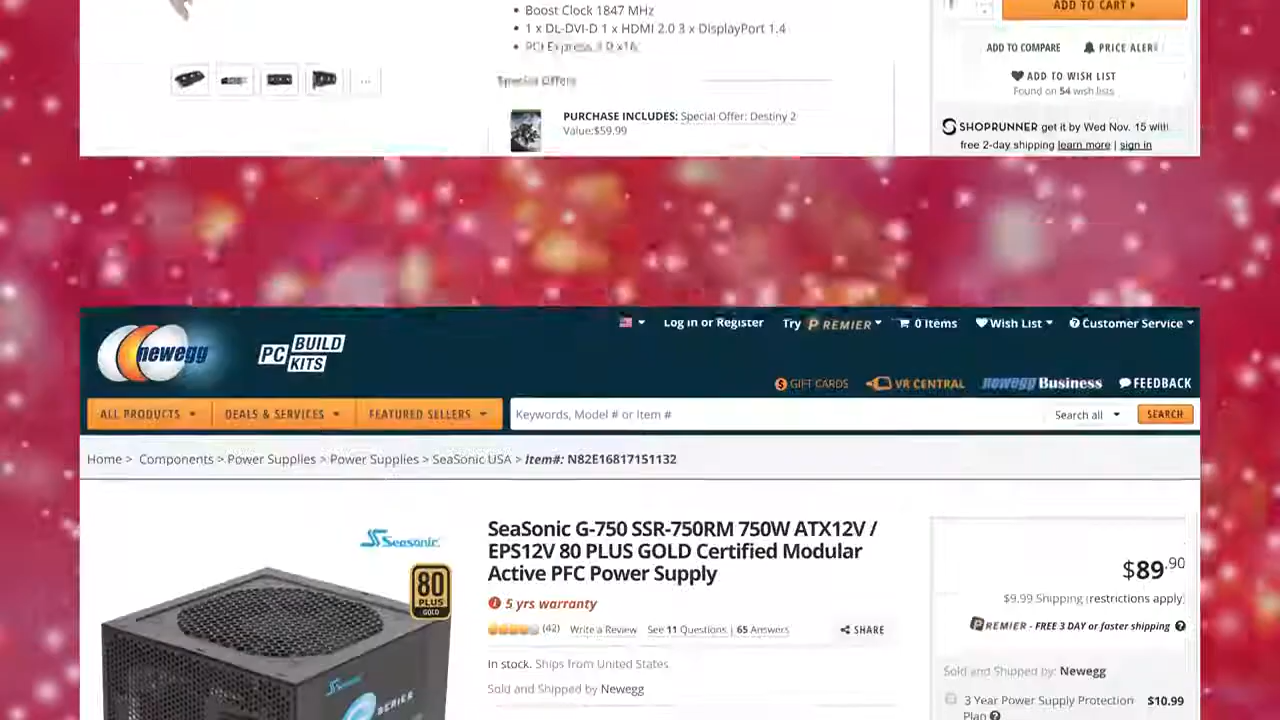 Boost Clock 1847 MHz
1 x DL-DVI-D 1 x HDMI 2.0 3 x DisplayPort 1.4
PCI Express 3.0 x16
Special Offers
PURCHASE INCLUDES: Special Offer: Destiny 2
Value:$59.99
ADD TO CART
ADD TO COMPARE
PRICE ALERT
ADD TO WISH LIST
Found on 54 wish lists
SHOPRUNNER get it by Wed Nov. 15 with
free 2-day shipping learn more | sign in
newegg
PC BUILD KITS
Log in or Register
Try PREMIER
0 Items
Wish List
Customer Service
GIFT CARDS
VR CENTRAL
newegg Business
FEEDBACK
ALL PRODUCTS
DEALS & SERVICES
FEATURED SELLERS
Keywords, Model # or Item #
Search all
SEARCH
Home > Components > Power Supplies > Power Supplies > SeaSonic USA > Item#: N82E16817151132
Seasonic
80
PLUS
GOLD
Seasonic
SERIES
SeaSonic G-750 SSR-750RM 750W ATX12V /
EPS12V 80 PLUS GOLD Certified Modular
Active PFC Power Supply
5 yrs warranty
(42) Write a Review See 11 Questions | 65 Answers
SHARE
In stock. Ships from United States
Sold and Shipped by Newegg
$89.90
$9.99 Shipping (restrictions apply)
PREMIER - FREE 3 DAY or faster shipping
Sold and Shipped by: Newegg
3 Year Power Supply Protection $10.99
Plan